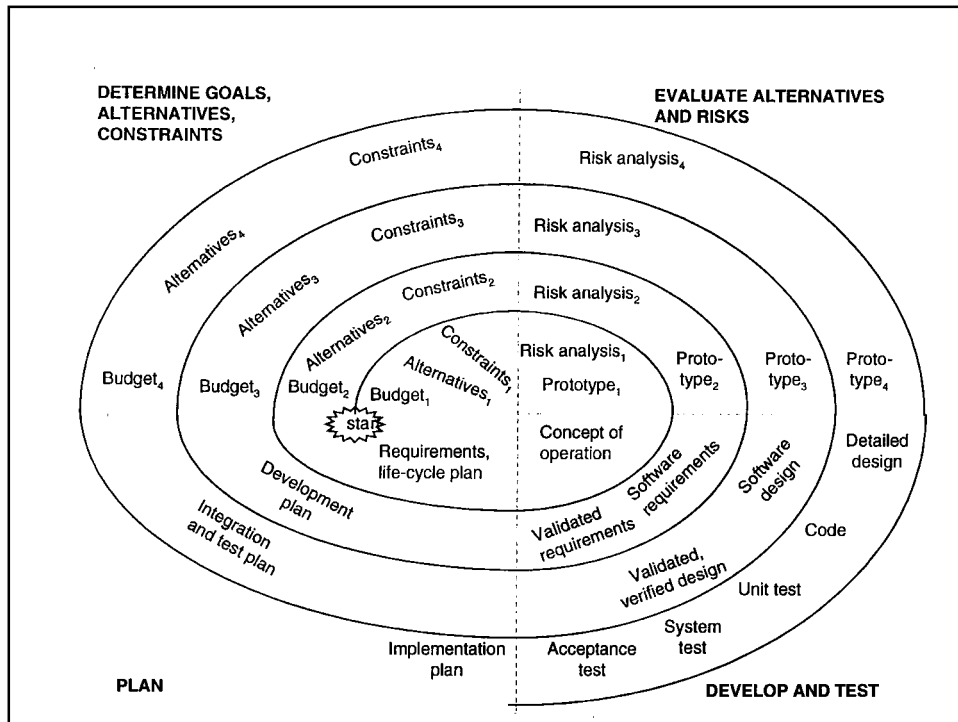 DETERMINE GOALS,
ALTERNATIVES,
CONSTRAINTS
EVALUATE ALTERNATIVES
AND RISKS
Constraints₄
Risk analysis₄
Alternatives₄
Constraints₃
Risk analysis₃
Alternatives₃
Constraints₂
Risk analysis₂
Alternatives₂
Constraints₁
Risk analysis₁
Alternatives₁
Budget₄
Budget₃
Budget₂
Budget₁
Prototype₁
Proto-
type₂
Proto-
type₃
Proto-
type₄
start
Requirements,
life-cycle plan
Concept of
operation
Software
requirements
Software
design
Detailed
design
Development
plan
Validated
requirements
Integration
and test plan
Validated,
verified design
Code
Unit test
System
test
Implementation
plan
Acceptance
test
PLAN
DEVELOP AND TEST